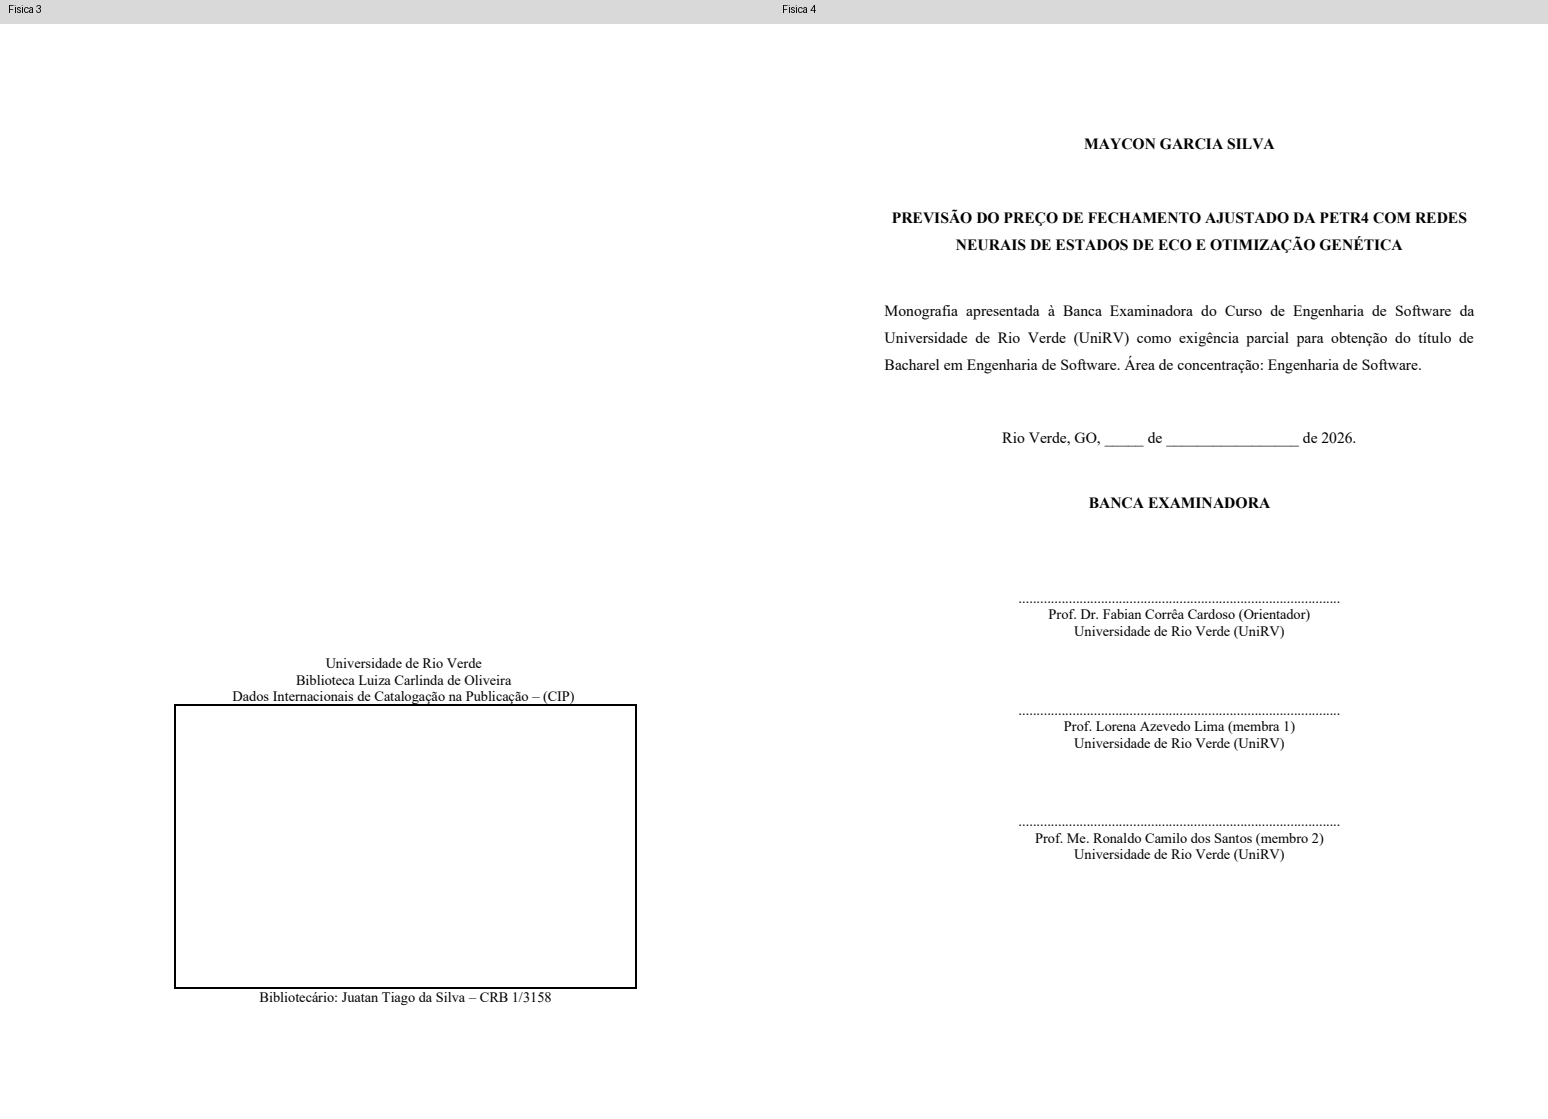 Fisica 3
Universidade de Rio Verde
Biblioteca Luiza Carlinda de Oliveira
Dados Internacionais de Catalogação na Publicação – (CIP)
Bibliotecário: Juatan Tiago da Silva – CRB 1/3158
Fisica 4
MAYCON GARCIA SILVA
PREVISÃO DO PREÇO DE FECHAMENTO AJUSTADO DA PETR4 COM REDES
NEURAIS DE ESTADOS DE ECO E OTIMIZAÇÃO GENÉTICA
Monografia apresentada à Banca Examinadora do Curso de Engenharia de Software da
Universidade de Rio Verde (UniRV) como exigência parcial para obtenção do título de
Bacharel em Engenharia de Software. Área de concentração: Engenharia de Software.
Rio Verde, GO, _____ de _________________ de 2026.
BANCA EXAMINADORA
.........................................................................................
Prof. Dr. Fabian Corrêa Cardoso (Orientador)
Universidade de Rio Verde (UniRV)
.........................................................................................
Prof. Lorena Azevedo Lima (membra 1)
Universidade de Rio Verde (UniRV)
.........................................................................................
Prof. Me. Ronaldo Camilo dos Santos (membro 2)
Universidade de Rio Verde (UniRV)